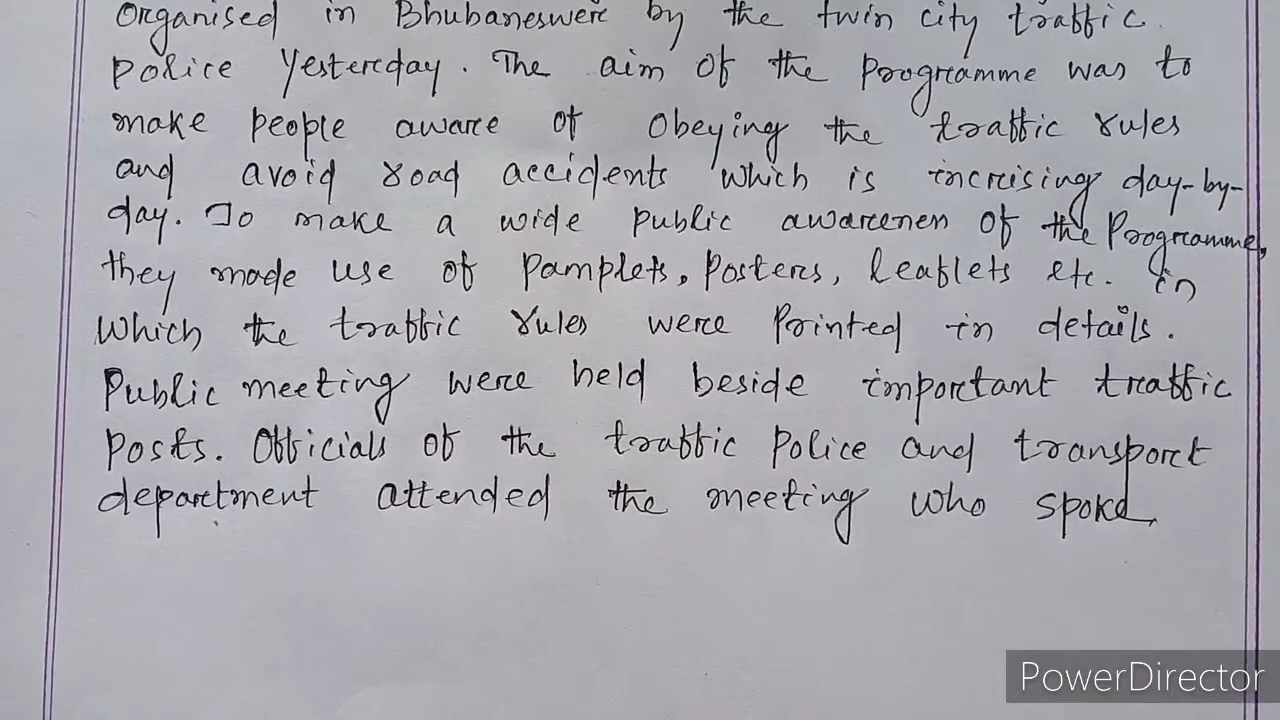 Organised in Bhubaneswer by the twin city traffic
police yesterday. The aim of the programme was to
make people aware of obeying the traffic rules
and avoid road accidents which is incrising day-by-
day. To make a wide public awareness of the Programme,
they made use of pamplets, posters, leaflets etc. in
which the traffic rules were printed in details.
Public meeting were held beside important traffic
posts. Officials of the traffic police and transport
department attended the meeting who spoke
PowerDirector